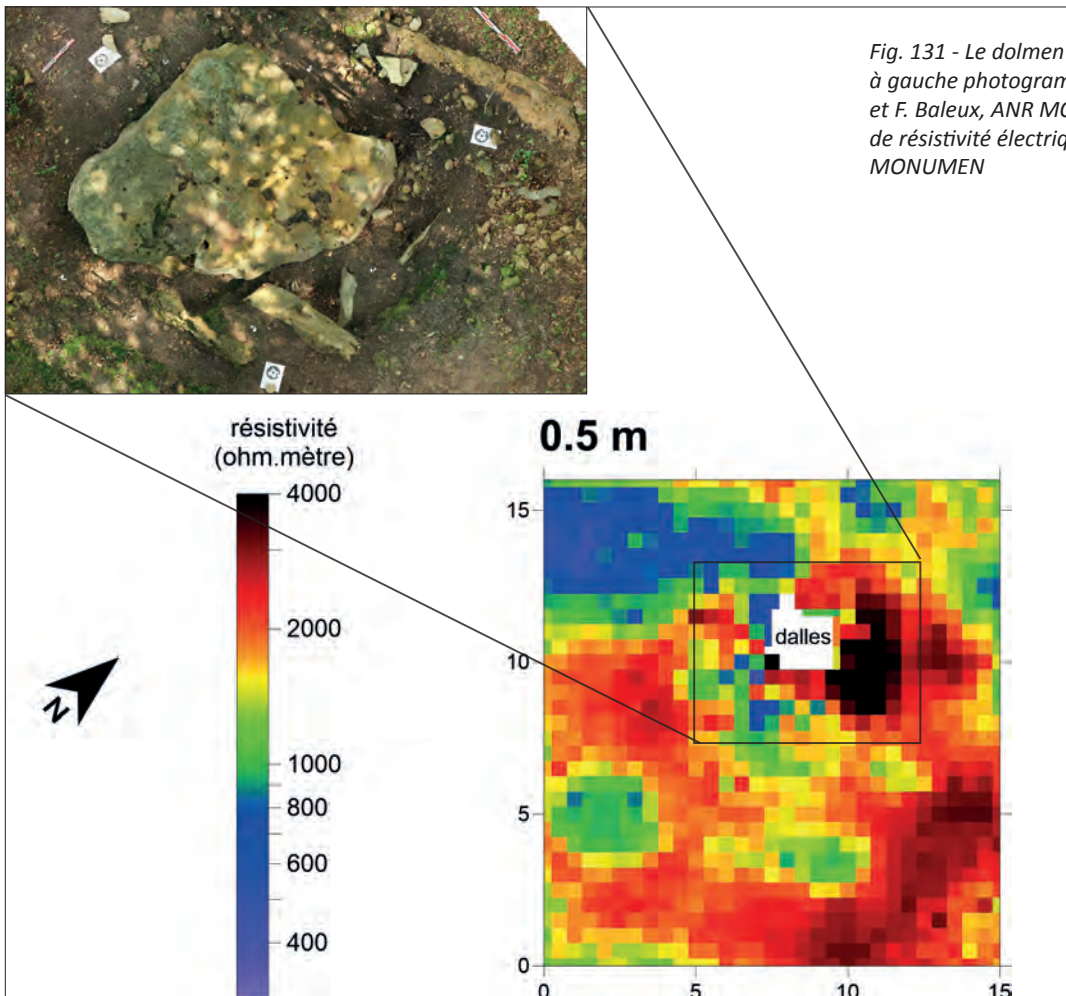 Fig. 131 - Le dolmen
à gauche photogram
et F. Baleux, ANR MO
de résistivité électriq
MONUMEN
résistivité
(ohm.mètre)
4000
2000
1000
800
600
400
N
0.5 m
15
10
5
0
dalles
0
10
15